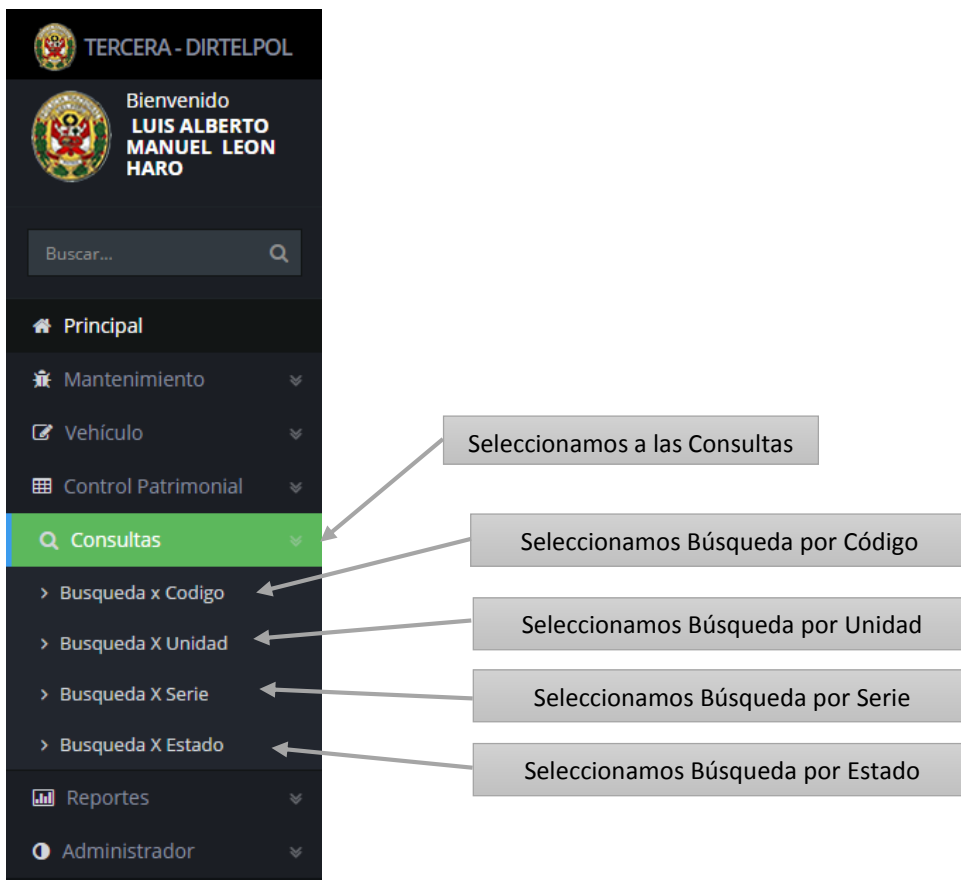 TERCERA - DIRTELPOL
Bienvenido
LUIS ALBERTO
MANUEL LEON
HARO
Buscar...
Principal
Mantenimiento
Vehículo
Control Patrimonial
Consultas
Busqueda x Codigo
Busqueda X Unidad
Busqueda X Serie
Busqueda X Estado
Reportes
Administrador
Seleccionamos a las Consultas
Seleccionamos Búsqueda por Código
Seleccionamos Búsqueda por Unidad
Seleccionamos Búsqueda por Serie
Seleccionamos Búsqueda por Estado